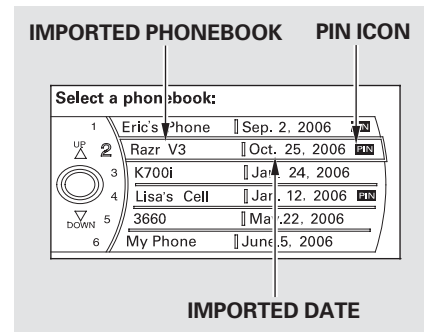 IMPORTED PHONEBOOK PIN ICON
Select a phonebook:
1 Eric's Phone Sep. 2, 2006 PIN
UP 2 Razr V3 Oct. 25, 2006 PIN
3 K700i Jan. 24, 2006
4 Lisa's Cell Jan. 12, 2006 PIN
DOWN 5 3660 May.22, 2006
6 My Phone June.5, 2006
IMPORTED DATE